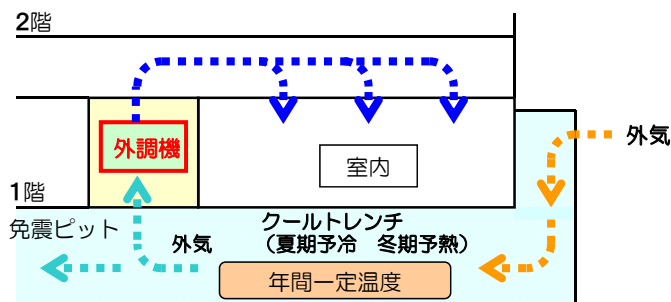 2階
外調機
外気
室内
1階
免震ピット
クールトレンチ
外気
（夏期予冷　冬期予熱）
年間一定温度